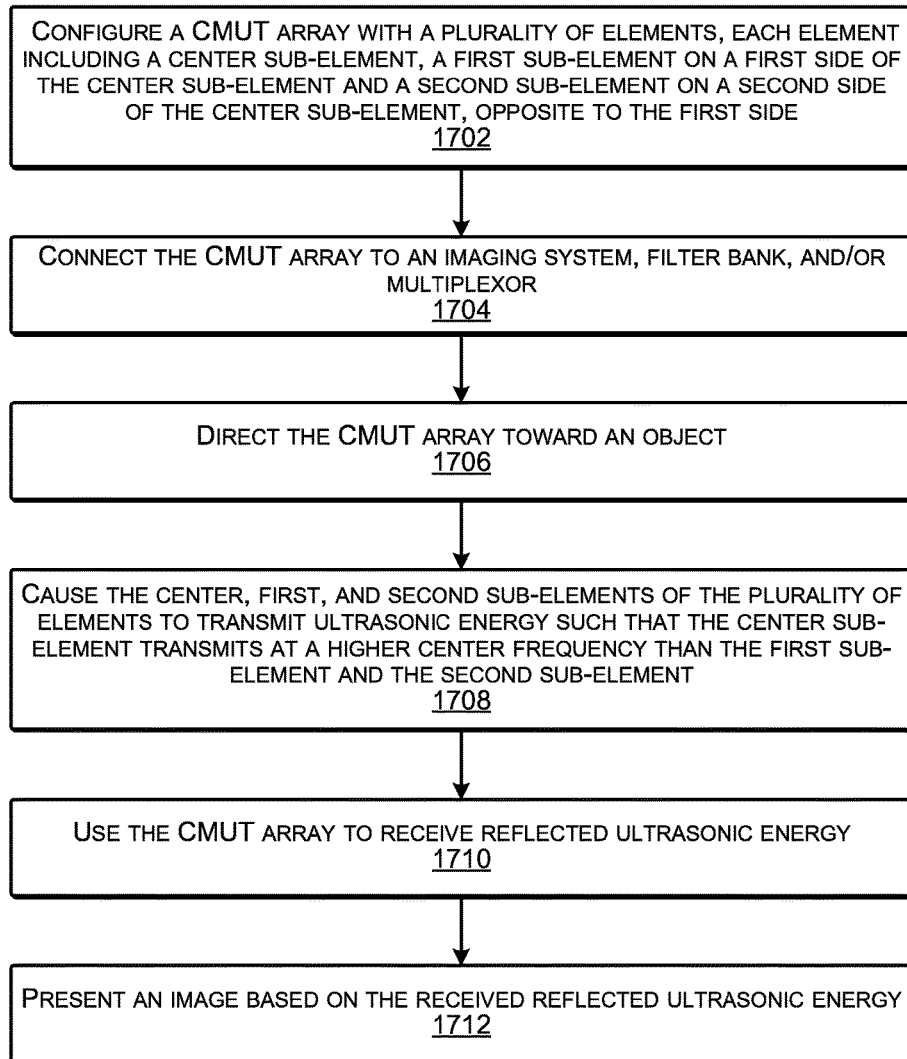 CONFIGURE A CMUT ARRAY WITH A PLURALITY OF ELEMENTS, EACH ELEMENT
INCLUDING A CENTER SUB-ELEMENT, A FIRST SUB-ELEMENT ON A FIRST SIDE OF
THE CENTER SUB-ELEMENT AND A SECOND SUB-ELEMENT ON A SECOND SIDE
OF THE CENTER SUB-ELEMENT, OPPOSITE TO THE FIRST SIDE
1702
CONNECT THE CMUT ARRAY TO AN IMAGING SYSTEM, FILTER BANK, AND/OR
MULTIPLEXOR
1704
DIRECT THE CMUT ARRAY TOWARD AN OBJECT
1706
CAUSE THE CENTER, FIRST, AND SECOND SUB-ELEMENTS OF THE PLURALITY OF
ELEMENTS TO TRANSMIT ULTRASONIC ENERGY SUCH THAT THE CENTER SUB-
ELEMENT TRANSMITS AT A HIGHER CENTER FREQUENCY THAN THE FIRST SUB-
ELEMENT AND THE SECOND SUB-ELEMENT
1708
USE THE CMUT ARRAY TO RECEIVE REFLECTED ULTRASONIC ENERGY
1710
PRESENT AN IMAGE BASED ON THE RECEIVED REFLECTED ULTRASONIC ENERGY
1712